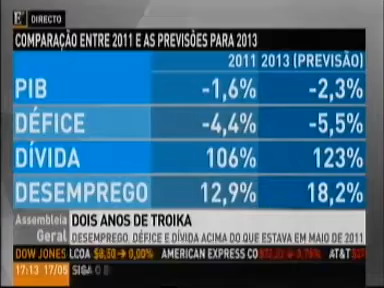 DIRECTO
COMPARAÇÃO ENTRE 2011 E AS PREVISÕES PARA 2013
2011 2013 (PREVISÃO)
PIB -1,6% -2,3%
DÉFICE -4,4% -5,5%
DÍVIDA 106% 123%
DESEMPREGO 12,9% 18,2%
Assembleia Geral
DOIS ANOS DE TROIKA
DESEMPREGO, DÉFICE E DÍVIDA ACIMA DO QUE ESTAVA EM MAIO DE 2011
DOW JONES LCOA $8,50 → 0,00% AMERICAN EXPRESS CO AT&T
17:13 17/05